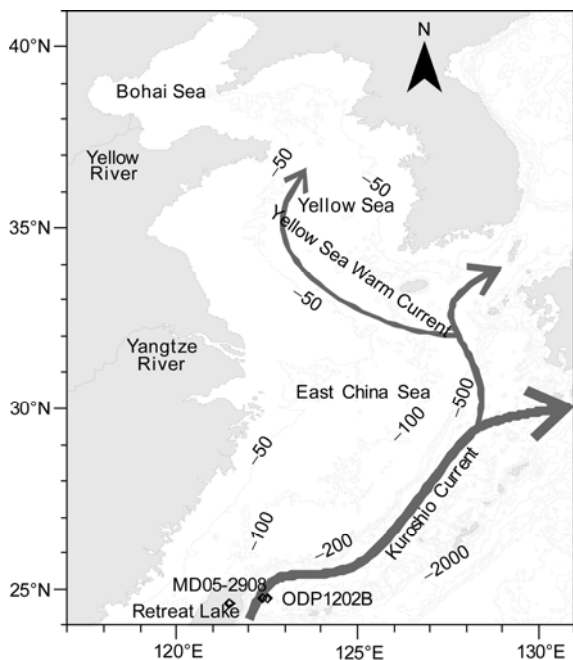 40°N
N
Bohai Sea
Yellow
River
−50
−50
Yellow Sea
35°N
Yellow Sea Warm Current
−50
Yangtze
River
East China Sea
−500
30°N
−100
−50
Kuroshio Current
−100
−200
−2000
MD05-2908
ODP1202B
Retreat Lake
25°N
120°E
125°E
130°E